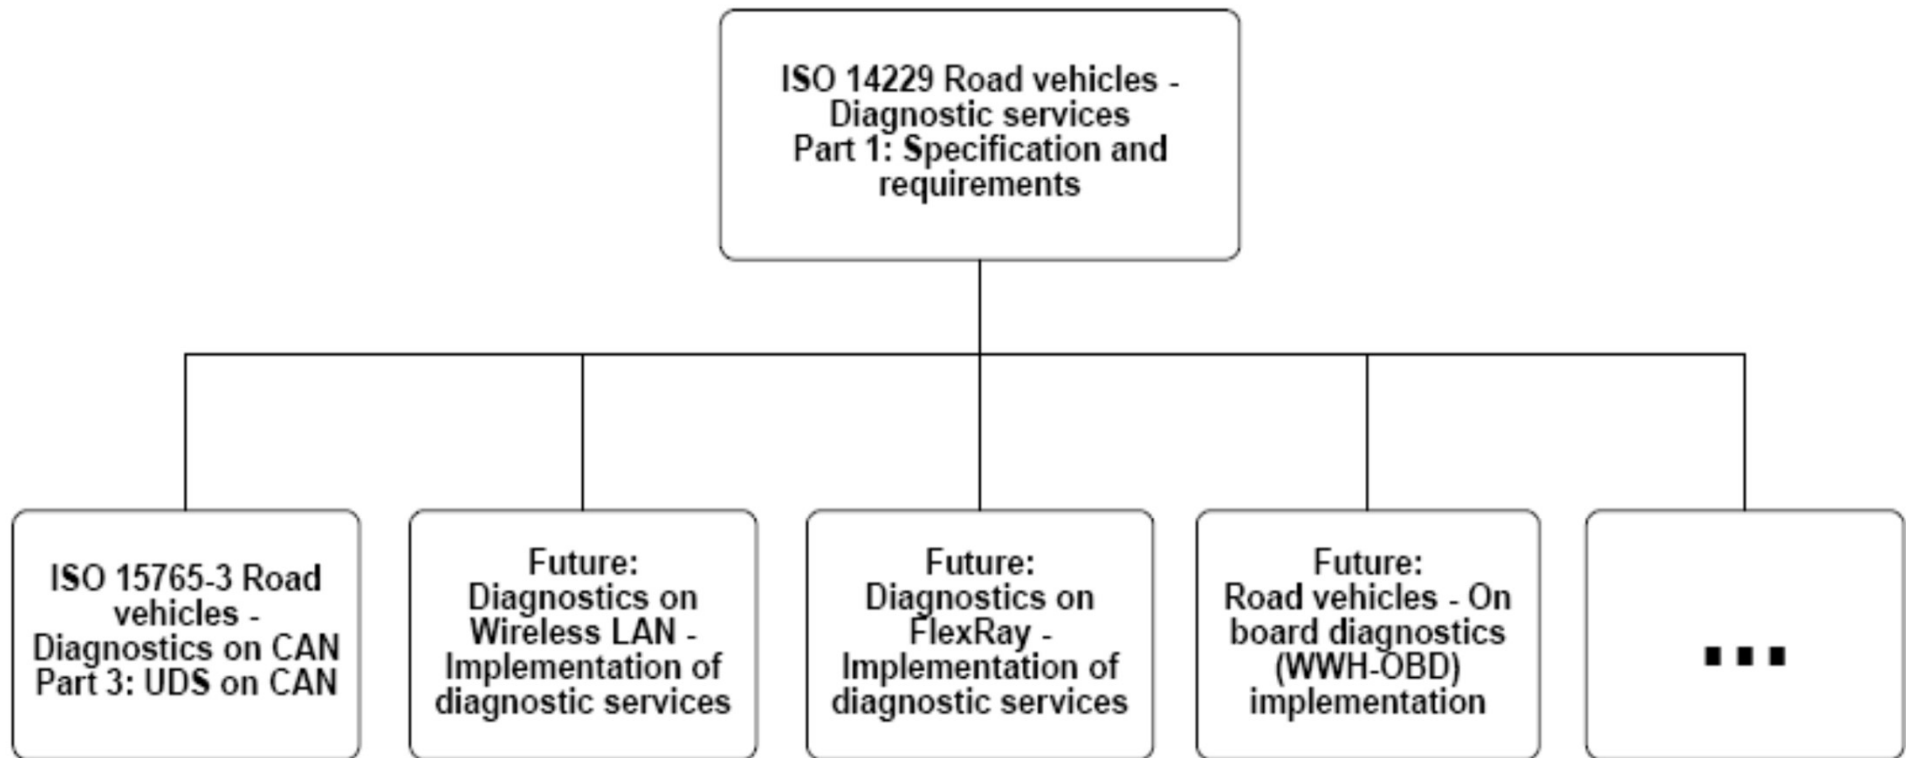 ISO 14229 Road vehicles -
Diagnostic services
Part 1: Specification and
requirements
ISO 15765-3 Road
vehicles -
Diagnostics on CAN
Part 3: UDS on CAN
Future:
Diagnostics on
Wireless LAN -
Implementation of
diagnostic services
Future:
Diagnostics on
FlexRay -
Implementation of
diagnostic services
Future:
Road vehicles - On
board diagnostics
(WWH-OBD)
implementation
...